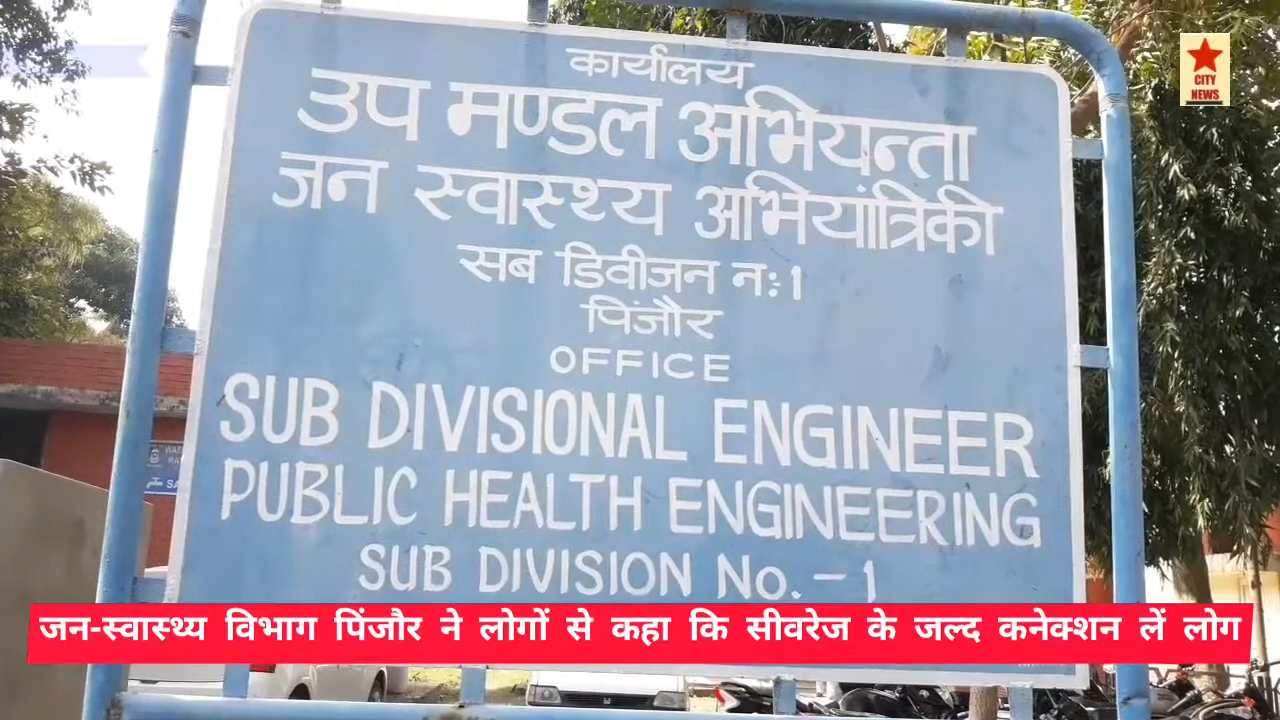 कार्यालय
उप मण्डल अभियन्ता
जन स्वास्थ्य अभियांत्रिकी
सब डिवीजन नः 1
पिंजौर
OFFICE
SUB DIVISIONAL ENGINEER
PUBLIC HEALTH ENGINEERING
SUB DIVISION No. - 1
CITY
NEWS
जन-स्वास्थ्य विभाग पिंजौर ने लोगों से कहा कि सीवरेज के जल्द कनेक्शन लें लोग